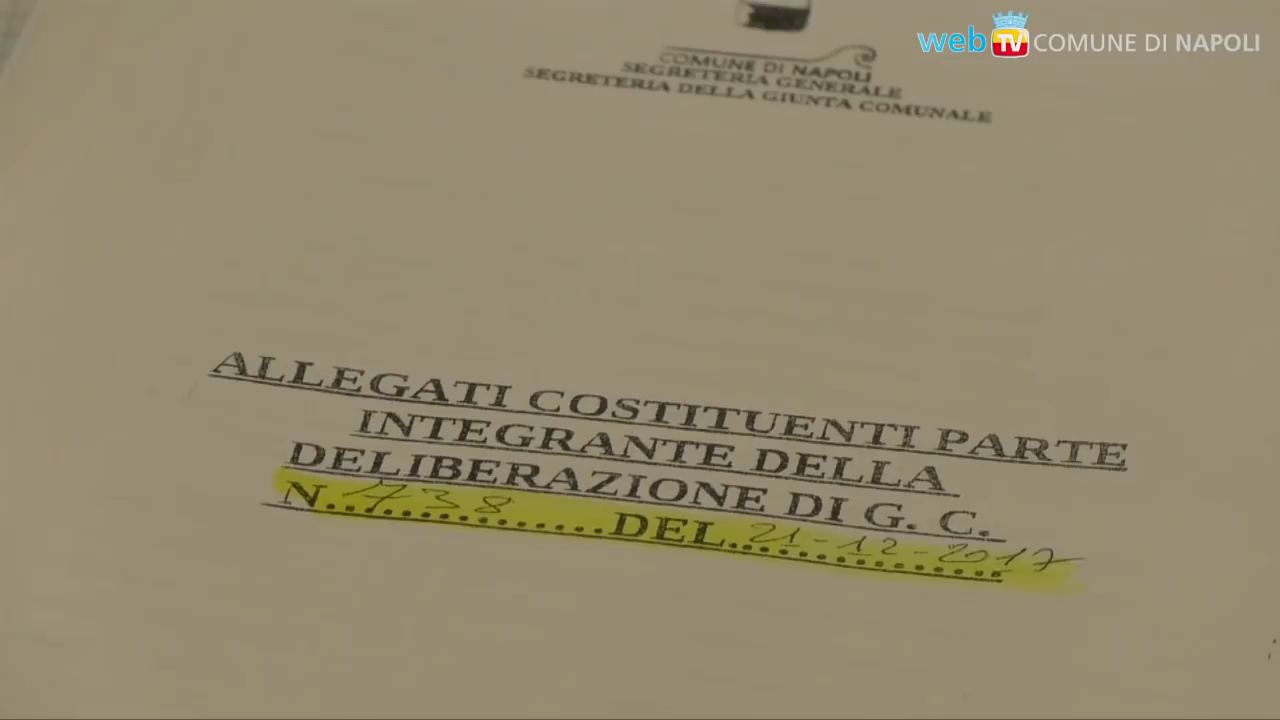 web TV COMUNE DI NAPOLI
COMUNE DI NAPOLI
SEGRETERIA GENERALE
SEGRETERIA DELLA GIUNTA COMUNALE
ALLEGATI COSTITUENTI PARTE
INTEGRANTE DELLA
DELIBERAZIONE DI G. C.
N. 738 ............ DEL 21-12-2017